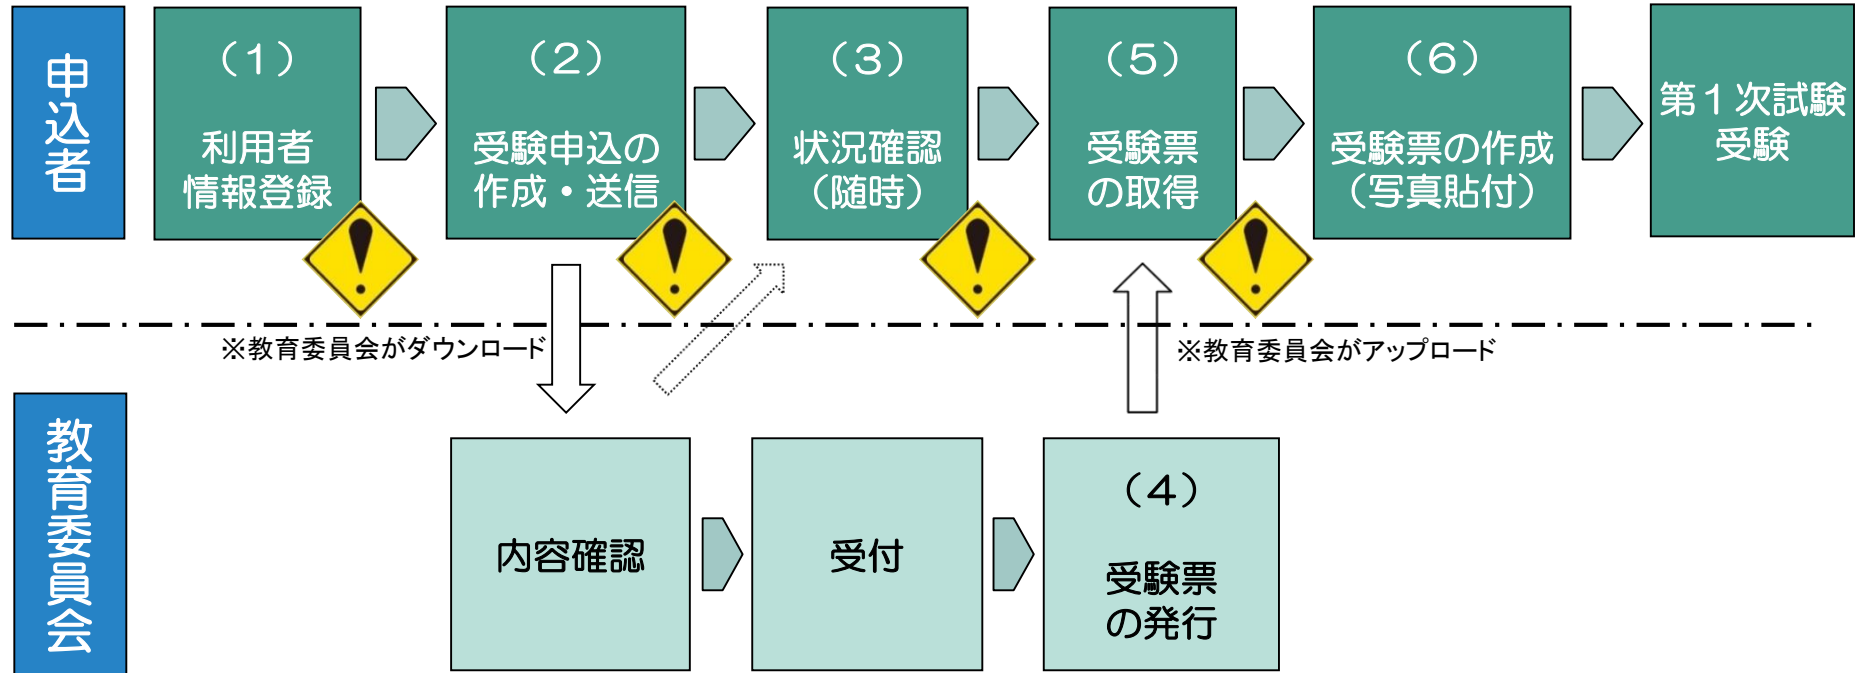 申込者
（１）
利用者
情報登録
（２）
受験申込の
作成・送信
（３）
状況確認
（随時）
（５）
受験票
の取得
（６）
受験票の作成
（写真貼付）
第１次試験
受験
※教育委員会がダウンロード
※教育委員会がアップロード
教育委員会
内容確認
受付
（４）
受験票
の発行